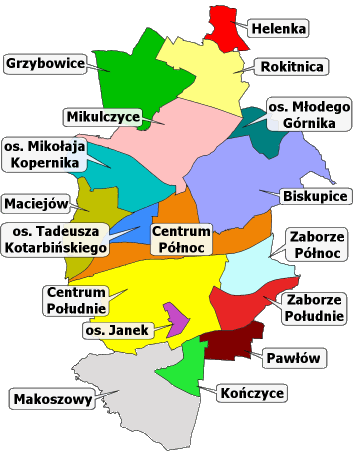 Helenka
Grzybowice
Rokitnica
os. Młodego
Górnika
Mikulczyce
os. Mikołaja
Kopernika
Maciejów
Biskupice
os. Tadeusza
Kotarbińskiego
Centrum
Północ
Zaborze
Północ
Centrum
Południe
Zaborze
Południe
os. Janek
Pawłów
Makoszowy
Kończyce